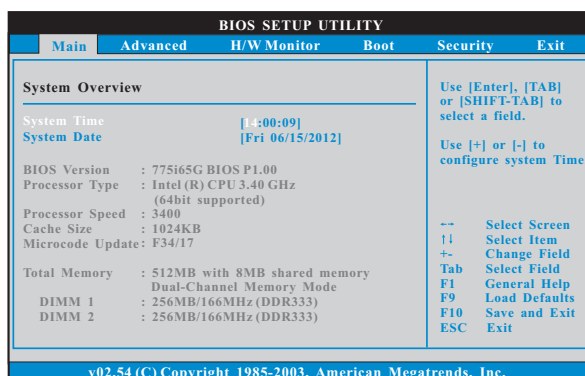 BIOS SETUP UTILITY
Main Advanced H/W Monitor Boot Security Exit
System Overview
System Time [14:00:09]
System Date [Fri 06/15/2012]
BIOS Version : 775i65G BIOS P1.00
Processor Type : Intel (R) CPU 3.40 GHz
(64bit supported)
Processor Speed : 3400
Cache Size : 1024KB
Microcode Update : F34/17
Total Memory : 512MB with 8MB shared memory
Dual-Channel Memory Mode
DIMM 1 : 256MB/166MHz (DDR333)
DIMM 2 : 256MB/166MHz (DDR333)
Use [Enter], [TAB]
or [SHIFT-TAB] to
select a field.
Use [+] or [-] to
configure system Time
←→ Select Screen
↑↓ Select Item
+- Change Field
Tab Select Field
F1 General Help
F9 Load Defaults
F10 Save and Exit
ESC Exit
v02.54 (C) Copyright 1985-2003, American Megatrends, Inc.